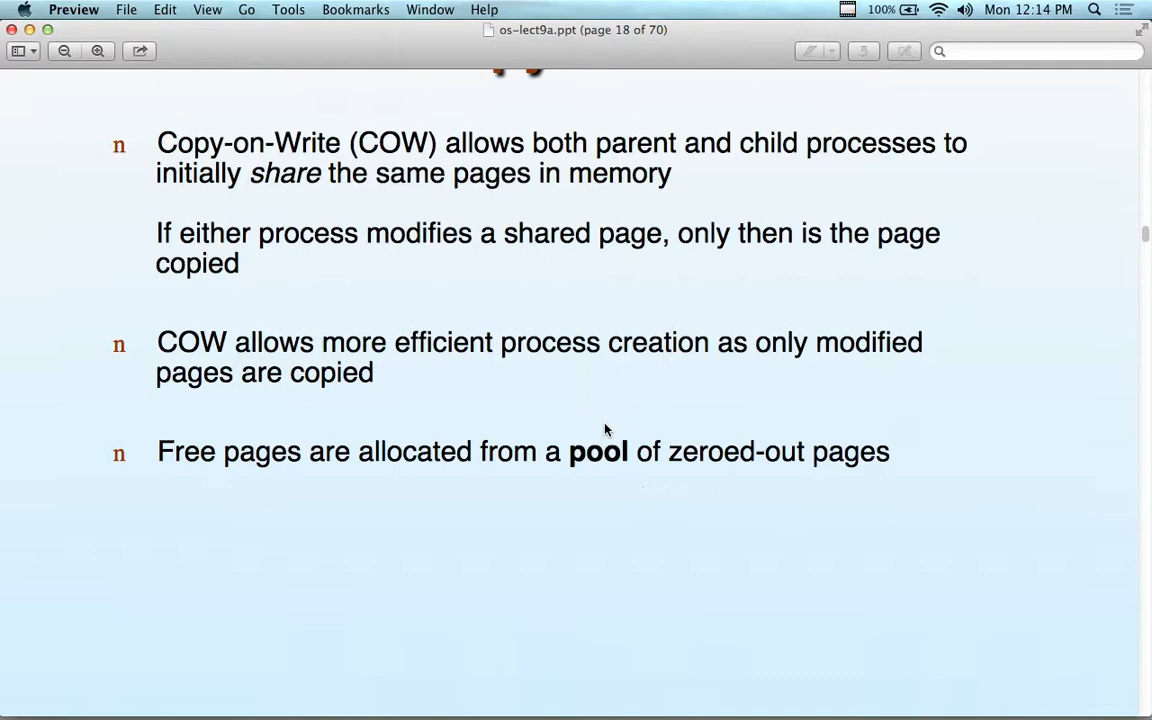 Preview File Edit View Go Tools Bookmarks Window Help 100% Mon 12:14 PM
os-lect9a.ppt (page 18 of 70)
n Copy-on-Write (COW) allows both parent and child processes to
initially share the same pages in memory
If either process modifies a shared page, only then is the page
copied
n COW allows more efficient process creation as only modified
pages are copied
n Free pages are allocated from a pool of zeroed-out pages